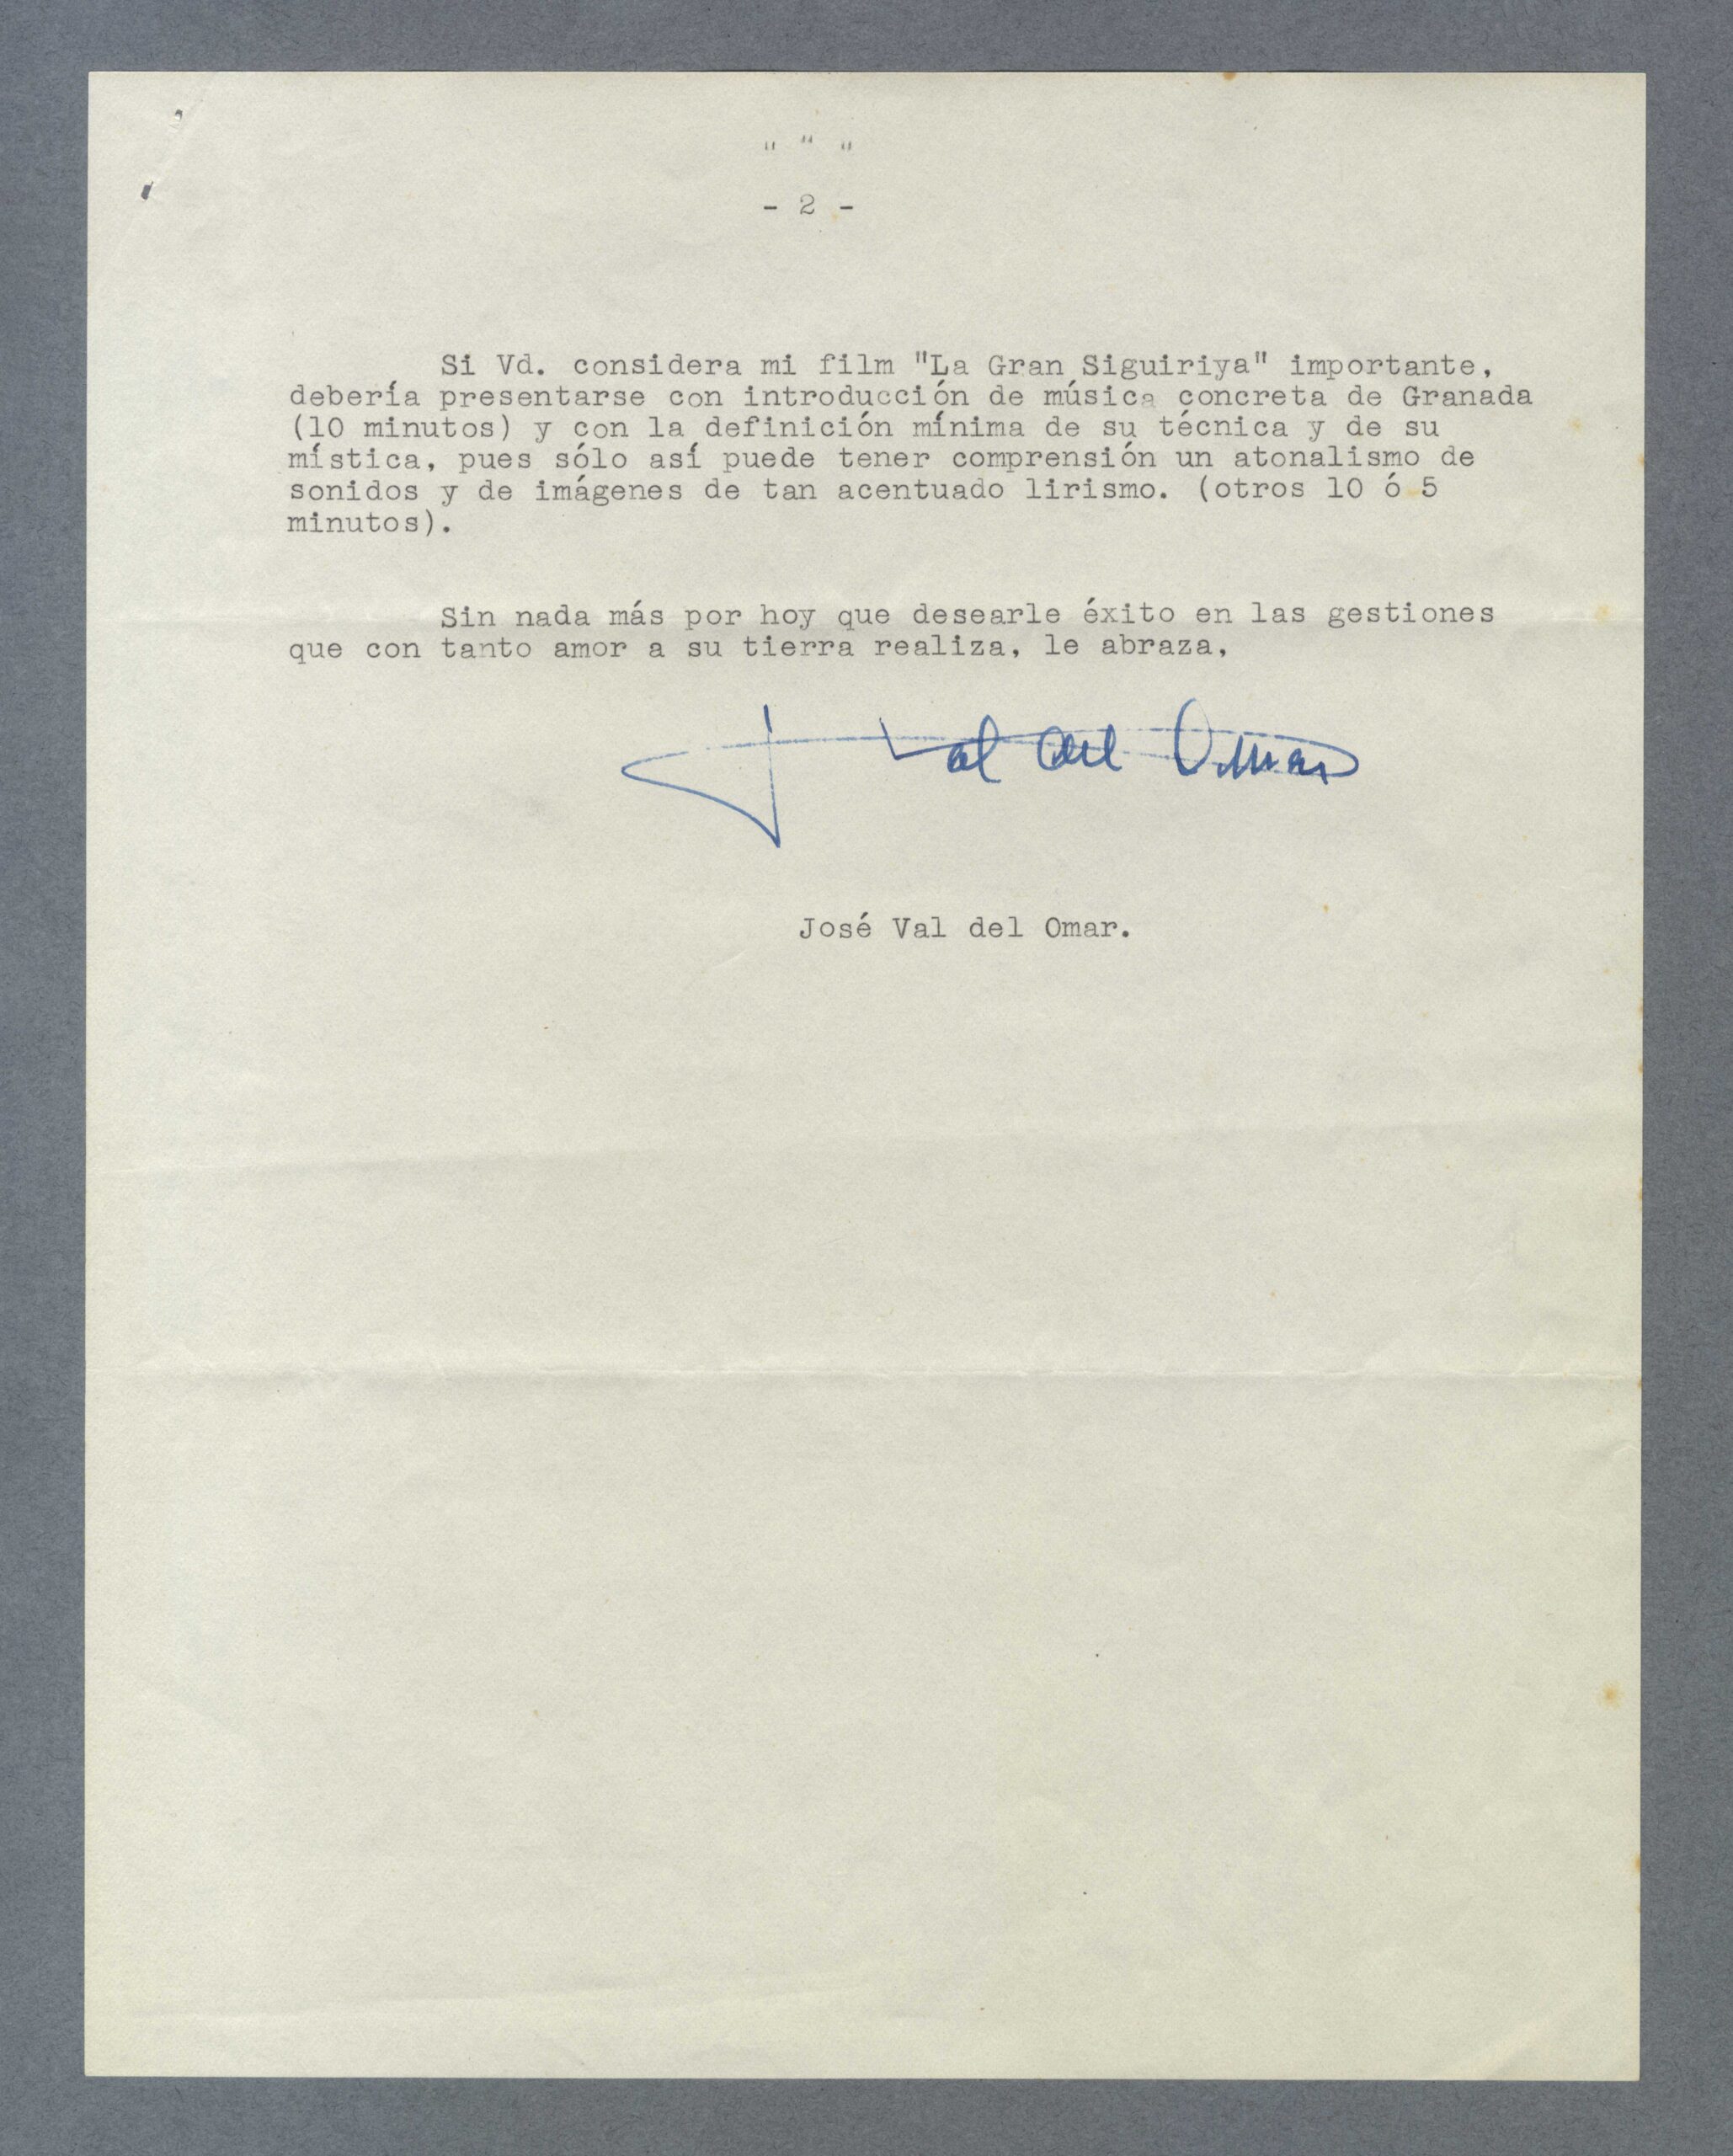 " " "
- 2 -
Si Vd. considera mi film "La Gran Siguiriya" importante,
debería presentarse con introducción de música concreta de Granada
(10 minutos) y con la definición mínima de su técnica y de su
mística, pues sólo así puede tener comprensión un atonalismo de
sonidos y de imágenes de tan acentuado lirismo. (otros 10 ó 5
minutos).
Sin nada más por hoy que desearle éxito en las gestiones
que con tanto amor a su tierra realiza, le abraza,
J Val del Omar
José Val del Omar.